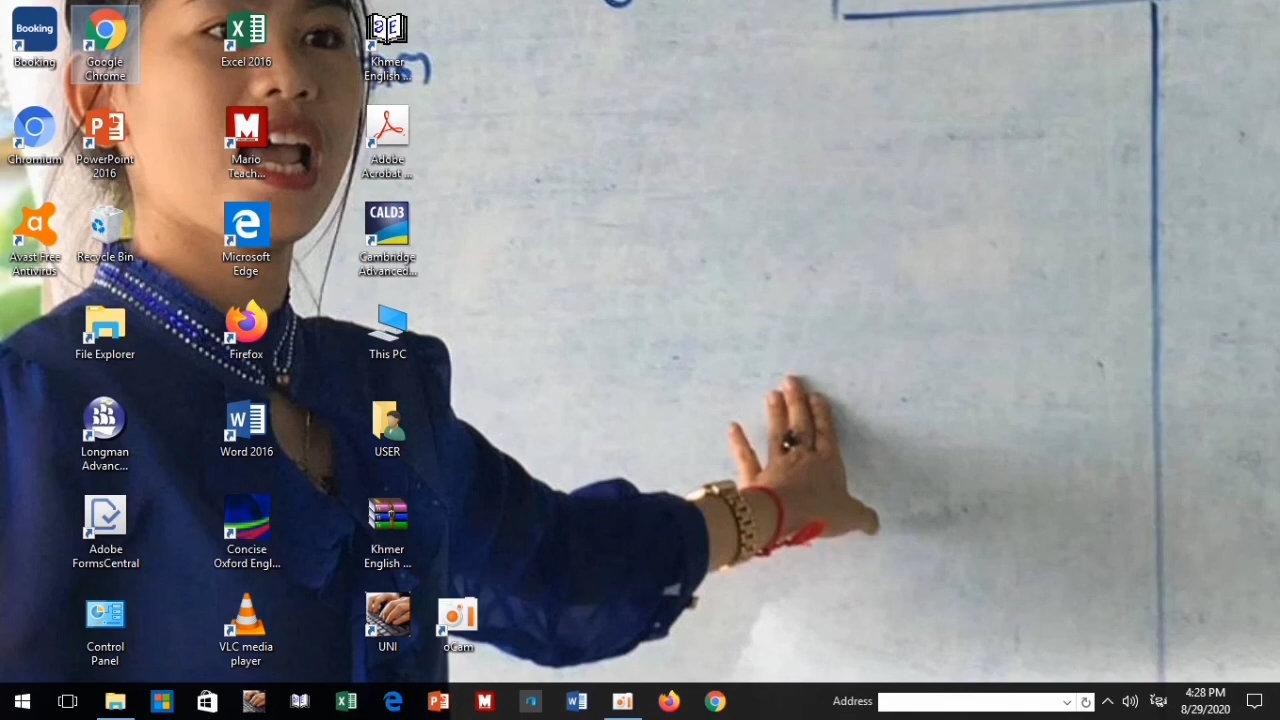 Booking
Google
Chrome
Excel 2016
Khmer
English ...
Chromium
PowerPoint
2016
Mario
Teach...
Adobe
Acrobat ...
Avast Free
Antivirus
Recycle Bin
Microsoft
Edge
CALD3
Cambridge
Advanced...
File Explorer
Firefox
This PC
Longman
Advanc...
Word 2016
USER
Adobe
FormsCentral
Concise
Oxford Engl...
Khmer
English ...
Control
Panel
VLC media
player
UNI
oCam
Address
4:28 PM
8/29/2020